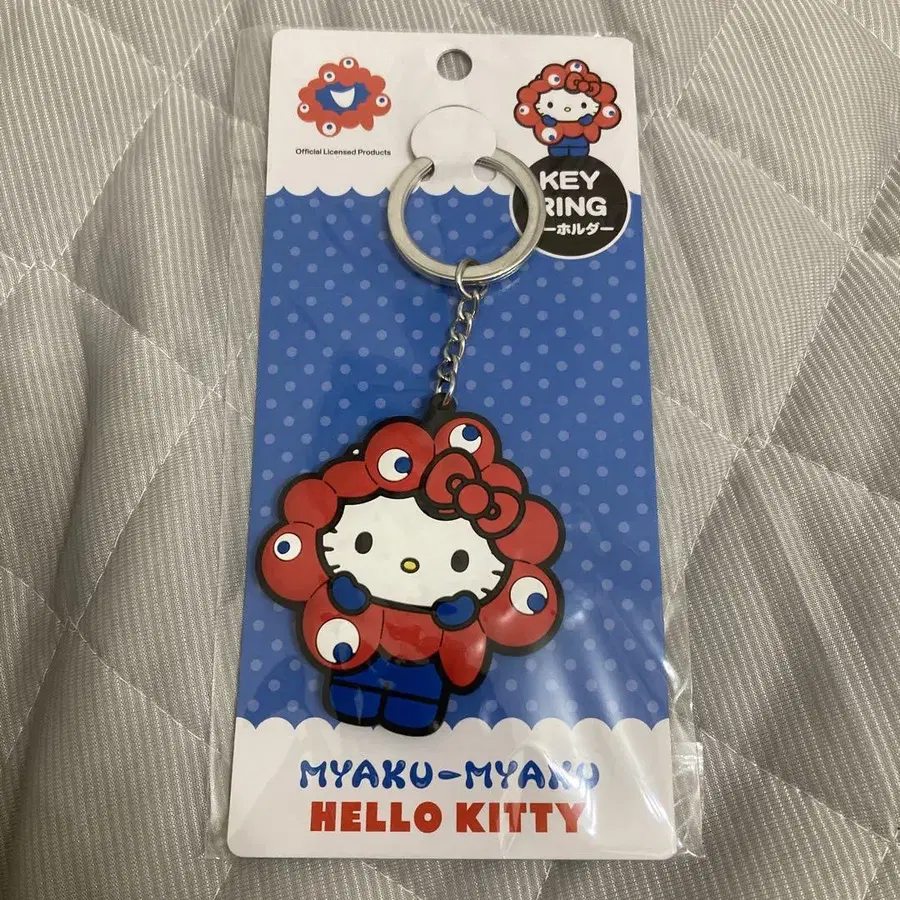 Official Licensed Products
KEY
RING
ーホルダー
MYAKU-MYAKU
HELLO KITTY